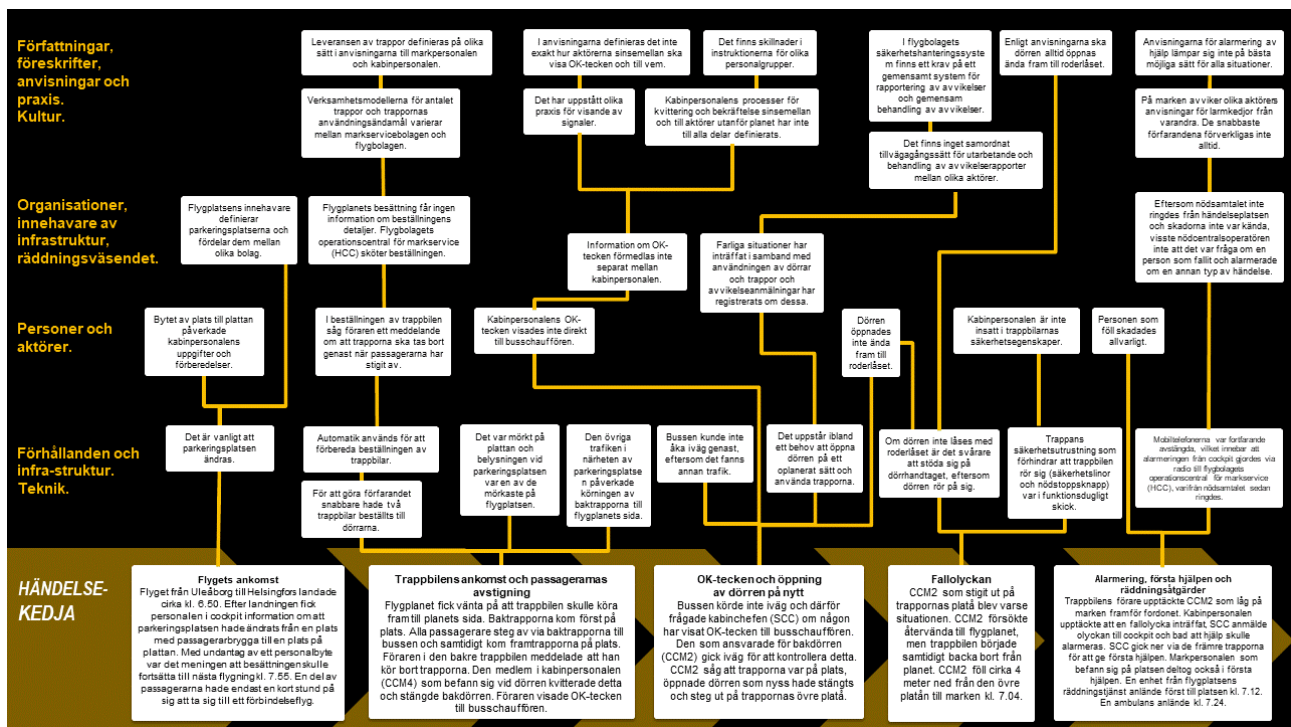 Författningar,
föreskrifter,
anvisningar och
praxis.
Kultur.
Leveransen av trappor definieras på olika
sätt i anvisningarna till markpersonalen
och kabinpersonalen.
I anvisningarna definieras det inte
exakt hur aktörerna sinsemellan ska
visa OK-tecken och till vem.
Det finns skillnader i
instruktionerna för olika
personalgrupper.
I flygbolagets
säkerhetshanteringssyste
m finns ett krav på ett
gemensamt system för
rapportering av avvikelser
och gemensam
behandling av avvikelser.
Enligt anvisningarna ska
dörren alltid öppnas
ända fram till roderlåset.
Anvisningarna för alarmering av
hjälp lämpar sig inte på bästa
möjliga sätt för alla situationer.
Verksamhetsmodellerna för antalet
trappor och trappornas
användningsändamål varierar
mellan markservicebolagen och
flygbolagen.
Det har uppstått olika
praxis för visande av
signaler.
Kabinpersonalens processer för
kvittering och bekräftelse sinsemellan
och till aktörer utanför planet har inte
till alla delar definierats.
Det finns inget samordnat
tillvägagångssätt för utarbetande och
behandling av avvikelserapporter
mellan olika aktörer.
På marken avviker olika aktörers
anvisningar för larmkedjor från
varandra. De snabbaste
förfarandena förverkligas inte
alltid.
Organisationer,
innehavare av
infrastruktur,
räddningsväsendet.
Flygplatsens innehavare
definierar
parkeringsplatserna och
fördelar dem mellan
olika bolag.
Flygplanets besättning får ingen
information om beställningens
detaljer. Flygbolagets
operationscentral för markservice
(HCC) sköter beställningen.
Information om OK-
tecken förmedlas inte
separat mellan
kabinpersonalen.
Farliga situationer har
inträffat i samband med
användningen av dörrar
och trappor och
avvikelseanmälningar har
registrerats om dessa.
Eftersom nödsamtalet inte
ringdes från händelseplatsen
och skadorna inte var kända,
visste nödcentralsoperatören
inte att det var fråga om en
person som fallit och alarmerade
om en annan typ av händelse.
Personer och
aktörer.
Bytet av plats till plattan
påverkade
kabinpersonalens
uppgifter och
förberedelser.
I beställningen av trappbilen
såg föraren ett meddelande
om att trapporna ska tas bort
genast när passagerarna har
stigit av.
Kabinpersonalens OK-
tecken visades inte direkt
till busschauffören.
Dörren
öppnades
inte ända
fram till
roderlåset.
Kabinpersonalen är inte
insatt i trappbilarnas
säkerhetsegenskaper.
Personen som
föll skadades
allvarligt.
Förhållanden och
infra-struktur.
Teknik.
Det är vanligt att
parkeringsplatsen
ändras.
Automatik används för att
förbereda beställningen av
trappbilar.
För att göra förfarandet
snabbare hade två
trappbilar beställts till
dörrarna.
Det var mörkt på
plattan och
belysningen vid
parkeringsplatsen
var en av de
mörkaste på
flygplatsen.
Den övriga
trafiken i
närheten av
parkeringsplatse
n påverkade
körningen av
baktrapporna till
flygplanets sida.
Bussen kunde inte
åka iväg genast,
eftersom det fanns
annan trafik.
Det uppstår ibland
ett behov att öppna
dörren på ett
oplanerat sätt och
använda trapporna.
Om dörren inte låses med
roderlåset är det svårare
att stöda sig på
dörrhandtaget, eftersom
dörren rör på sig.
Trappans
säkerhetsutrustning som
förhindrar att trappbilen
rör sig (säkerhetslinor
och nödstoppsknapp)
var i funktionsdugligt
skick.
Mobiltelefonerna var fortfarande
avstängda, vilket innebar att
alarmeringen från cockpit gjordes via
radio till flygbolagets
operationscentral för markservice
(HCC), varifrån nödsamtalet sedan
ringdes.
HÄNDELSE-
KEDJA
Flygets ankomst
Flyget från Uleåborg till Helsingfors landade
cirka kl. 6.50. Efter landningen fick
personalen i cockpit information om att
parkeringsplatsen hade ändrats från en plats
med passagerarbrygga till en plats på
plattan. Med undantag av ett personalbyte
var det meningen att besättningen skulle
fortsätta till nästa flygning kl. 7.55. En del av
passagerarna hade endast en kort stund på
sig att ta sig till ett förbindelseflyg.
Trappbilens ankomst och passagerarnas
avstigning
Flygplanet fick vänta på att trappbilen skulle köra
fram till planets sida. Baktrapporna kom först på
plats. Alla passagerare steg av via baktrapporna till
bussen och samtidigt kom framtrapporna på plats.
Föraren i den bakre trappbilen meddelade att han
kör bort trapporna. Den medlem i kabinpersonalen
(CCM4) som befann sig vid dörren kvitterade detta
och stängde bakdörren. Föraren visade OK-tecken
till busschauffören.
OK-tecken och öppning
av dörren på nytt
Bussen körde inte iväg och därför
frågade kabinchefen (SCC) om någon
har visat OK-tecken till busschauffören.
Den som ansvarade för bakdörren
(CCM2) gick iväg för att kontrollera detta.
CCM2 såg att trapporna var på plats,
öppnade dörren som nyss hade stängts
och steg ut på trappornas övre platå.
Fallolyckan
CCM2 som stigit ut på
trappornas platå blev varse
situationen. CCM2 försökte
återvända till flygplanet,
men trappbilen började
samtidigt backa bort från
planet. CCM2 föll cirka 4
meter ned från den övre
platån till marken kl. 7.04.
Alarmering, första hjälpen och
räddningsåtgärder
Trappbilens förare upptäckte CCM2 som låg på
marken framför fordonet. Kabinpersonalen
upptäckte att en fallolycka inträffat, SCC anmälde
olyckan till cockpit och bad att hjälp skulle
alarmeras. SCC gick ner via de främre trapporna
för att ge första hjälpen. Markpersonalen som
befann sig på platsen deltog också i första
hjälpen. En enhet från flygplatsens
räddningstjänst anlände först till platsen kl. 7.12.
En ambulans anlände kl. 7.24.